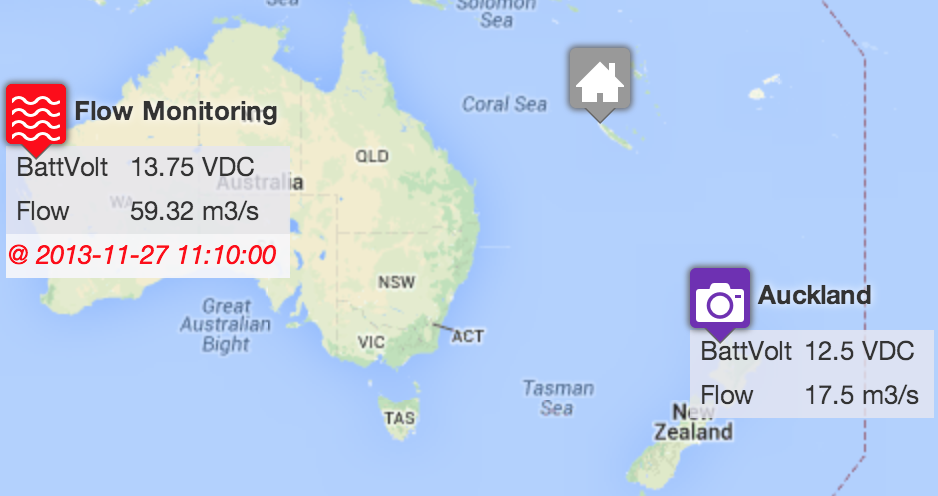 Sea
Solomon
Sea
Coral Sea
Flow Monitoring
QLD
BattVolt 13.75 VDC
Australia
WA
Flow 59.32 m3/s
@ 2013-11-27 11:10:00
NSW
Auckland
Great
Australian
Bight
ACT
VIC
BattVolt 12.5 VDC
Tasman
Sea
Flow 17.5 m3/s
TAS
New
Zealand